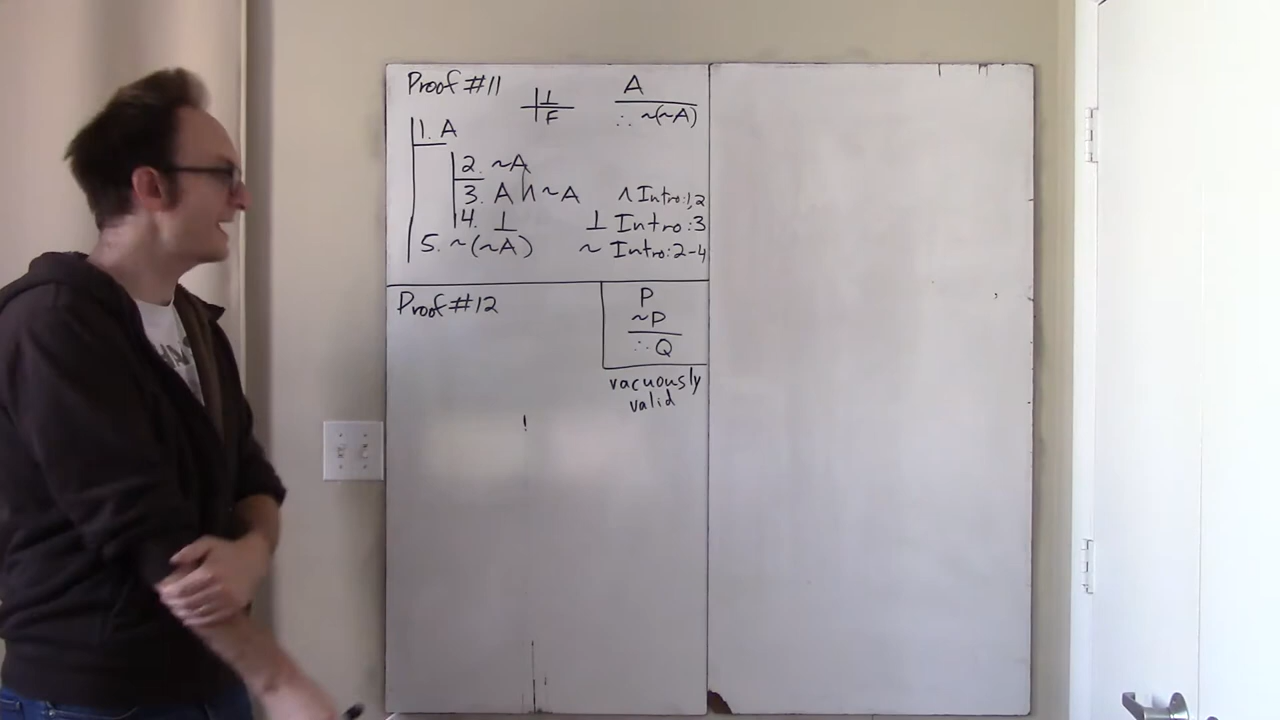 Proof #11
⊥
F
A
∴ ~(~A)
1. A
2. ~A
3. A ∧ ~A ∧ Intro: 1,2
4. ⊥ ⊥ Intro: 3
5. ~(~A) ~ Intro: 2-4
Proof #12
P
~P
∴ Q
vacuously
valid